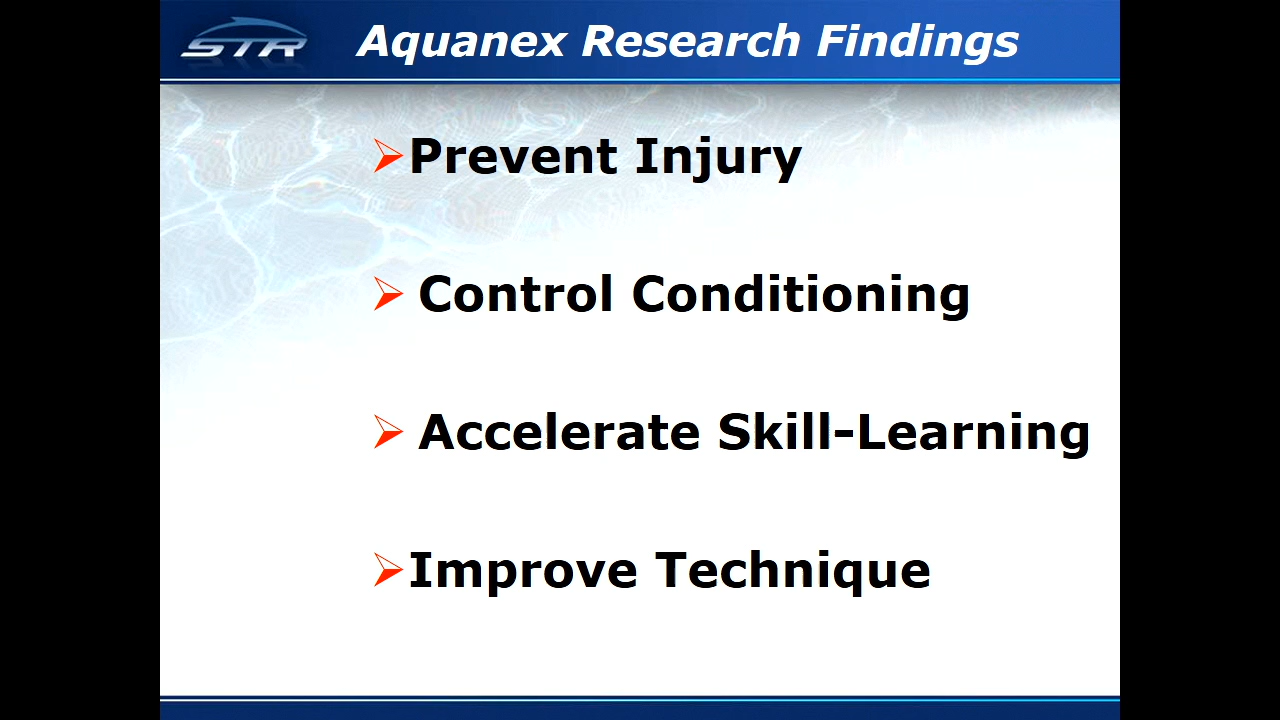 STR
Aquanex Research Findings
Prevent Injury
Control Conditioning
Accelerate Skill-Learning
Improve Technique